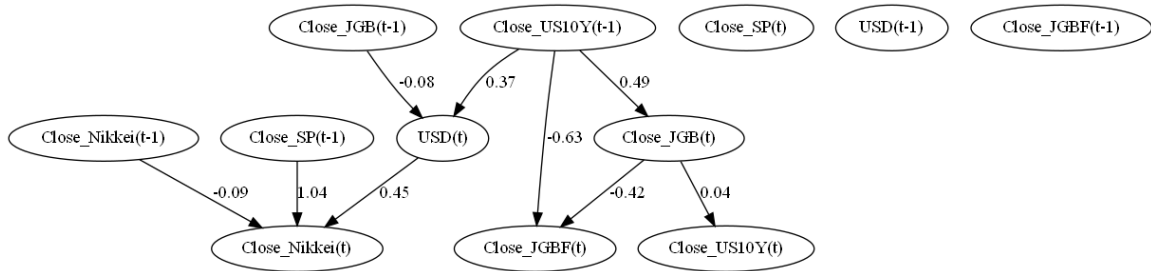 Close_JGB(t-1)
Close_US10Y(t-1)
Close_SP(t)
USD(t-1)
Close_JGBF(t-1)
-0.08
0.37
0.49
Close_Nikkei(t-1)
Close_SP(t-1)
USD(t)
-0.63
Close_JGB(t)
-0.09
1.04
0.45
-0.42
0.04
Close_Nikkei(t)
Close_JGBF(t)
Close_US10Y(t)